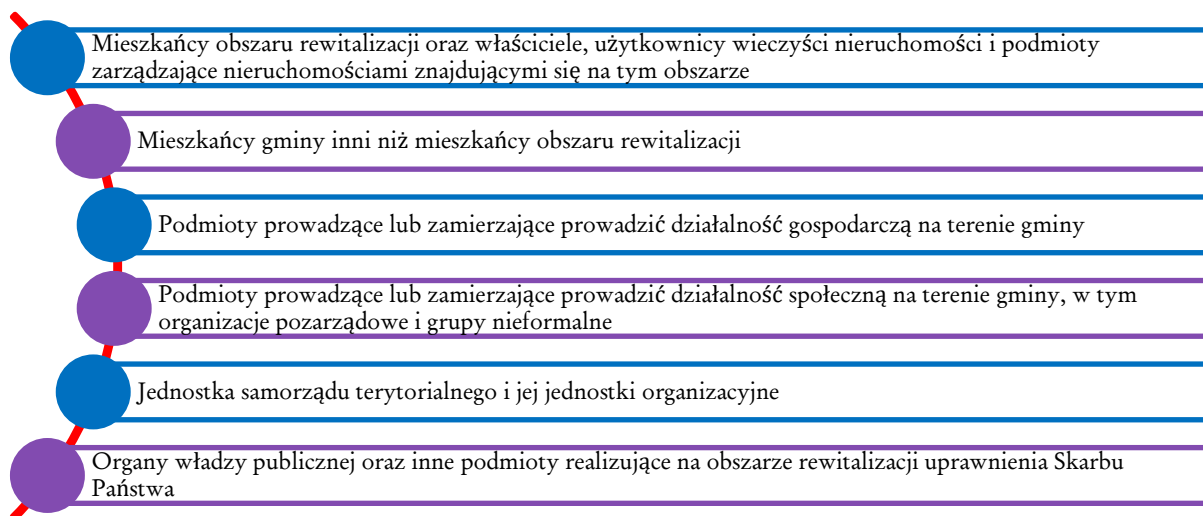 Mieszkańcy obszaru rewitalizacji oraz właściciele, użytkownicy wieczyści nieruchomości i podmioty
zarządzające nieruchomościami znajdującymi się na tym obszarze
Mieszkańcy gminy inni niż mieszkańcy obszaru rewitalizacji
Podmioty prowadzące lub zamierzające prowadzić działalność gospodarczą na terenie gminy
Podmioty prowadzące lub zamierzające prowadzić działalność społeczną na terenie gminy, w tym
organizacje pozarządowe i grupy nieformalne
Jednostka samorządu terytorialnego i jej jednostki organizacyjne
Organy władzy publicznej oraz inne podmioty realizujące na obszarze rewitalizacji uprawnienia Skarbu
Państwa